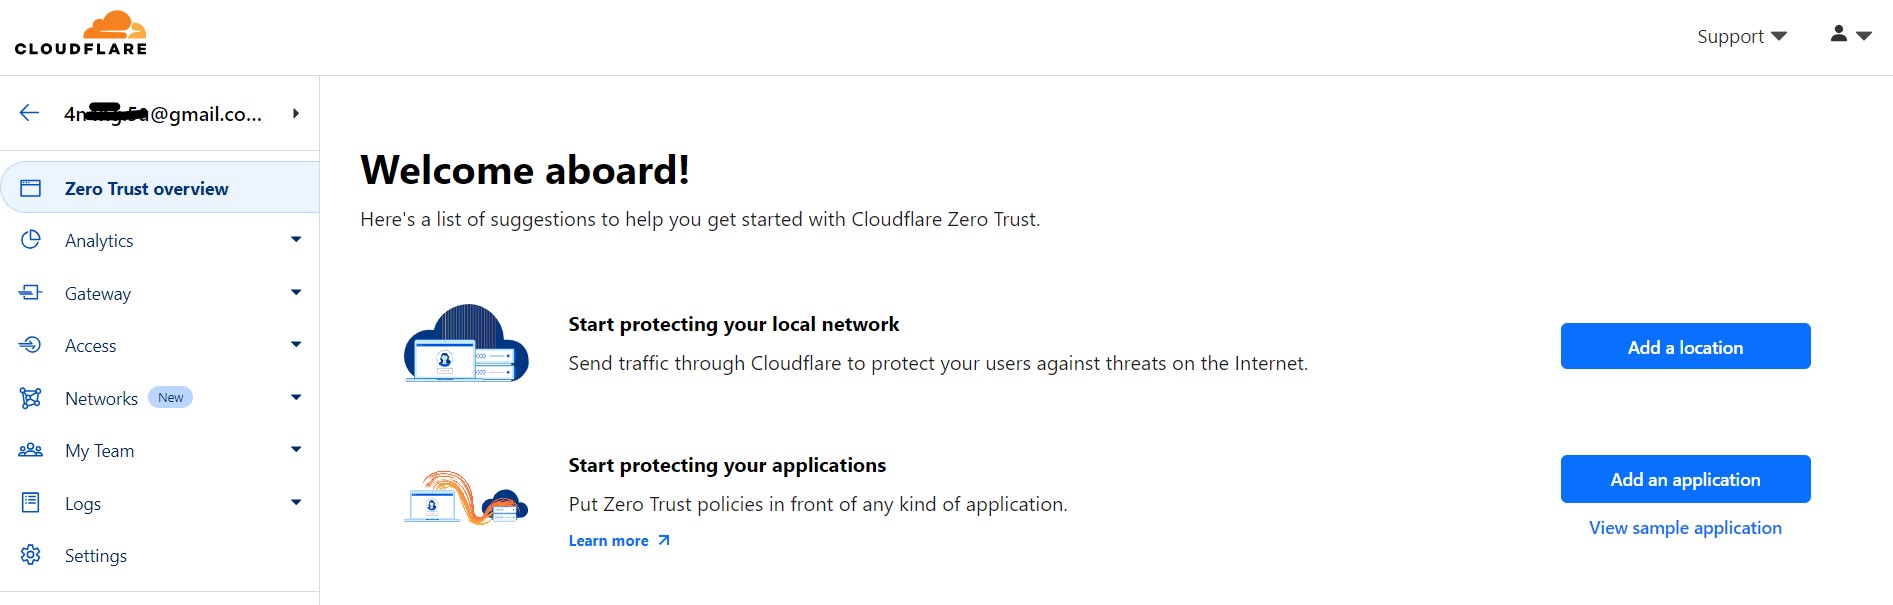 CLOUDFLARE
Support
@gmail.co...
Zero Trust overview
Analytics
Gateway
Access
Networks New
My Team
Logs
Settings
Welcome aboard!
Here's a list of suggestions to help you get started with Cloudflare Zero Trust.
Start protecting your local network
Send traffic through Cloudflare to protect your users against threats on the Internet.
Add a location
Start protecting your applications
Put Zero Trust policies in front of any kind of application.
Learn more
Add an application
View sample application